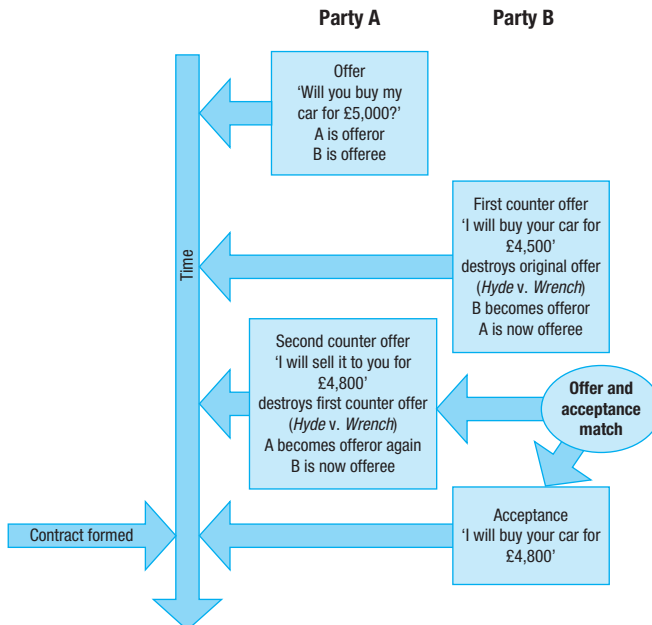 Party A
Party B
Offer
‘Will you buy my
car for £5,000?’
A is offeror
B is offeree
Time
First counter offer
‘I will buy your car for
£4,500’
destroys original offer
(Hyde v. Wrench)
B becomes offeror
A is now offeree
Second counter offer
‘I will sell it to you for
£4,800’
destroys first counter offer
(Hyde v. Wrench)
A becomes offeror again
B is now offeree
Offer and
acceptance
match
Contract formed
Acceptance
‘I will buy your car for
£4,800’